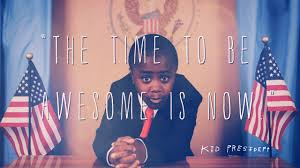 "THE TIME TO BE
AWESOME IS NOW."
KID PRESIDENT